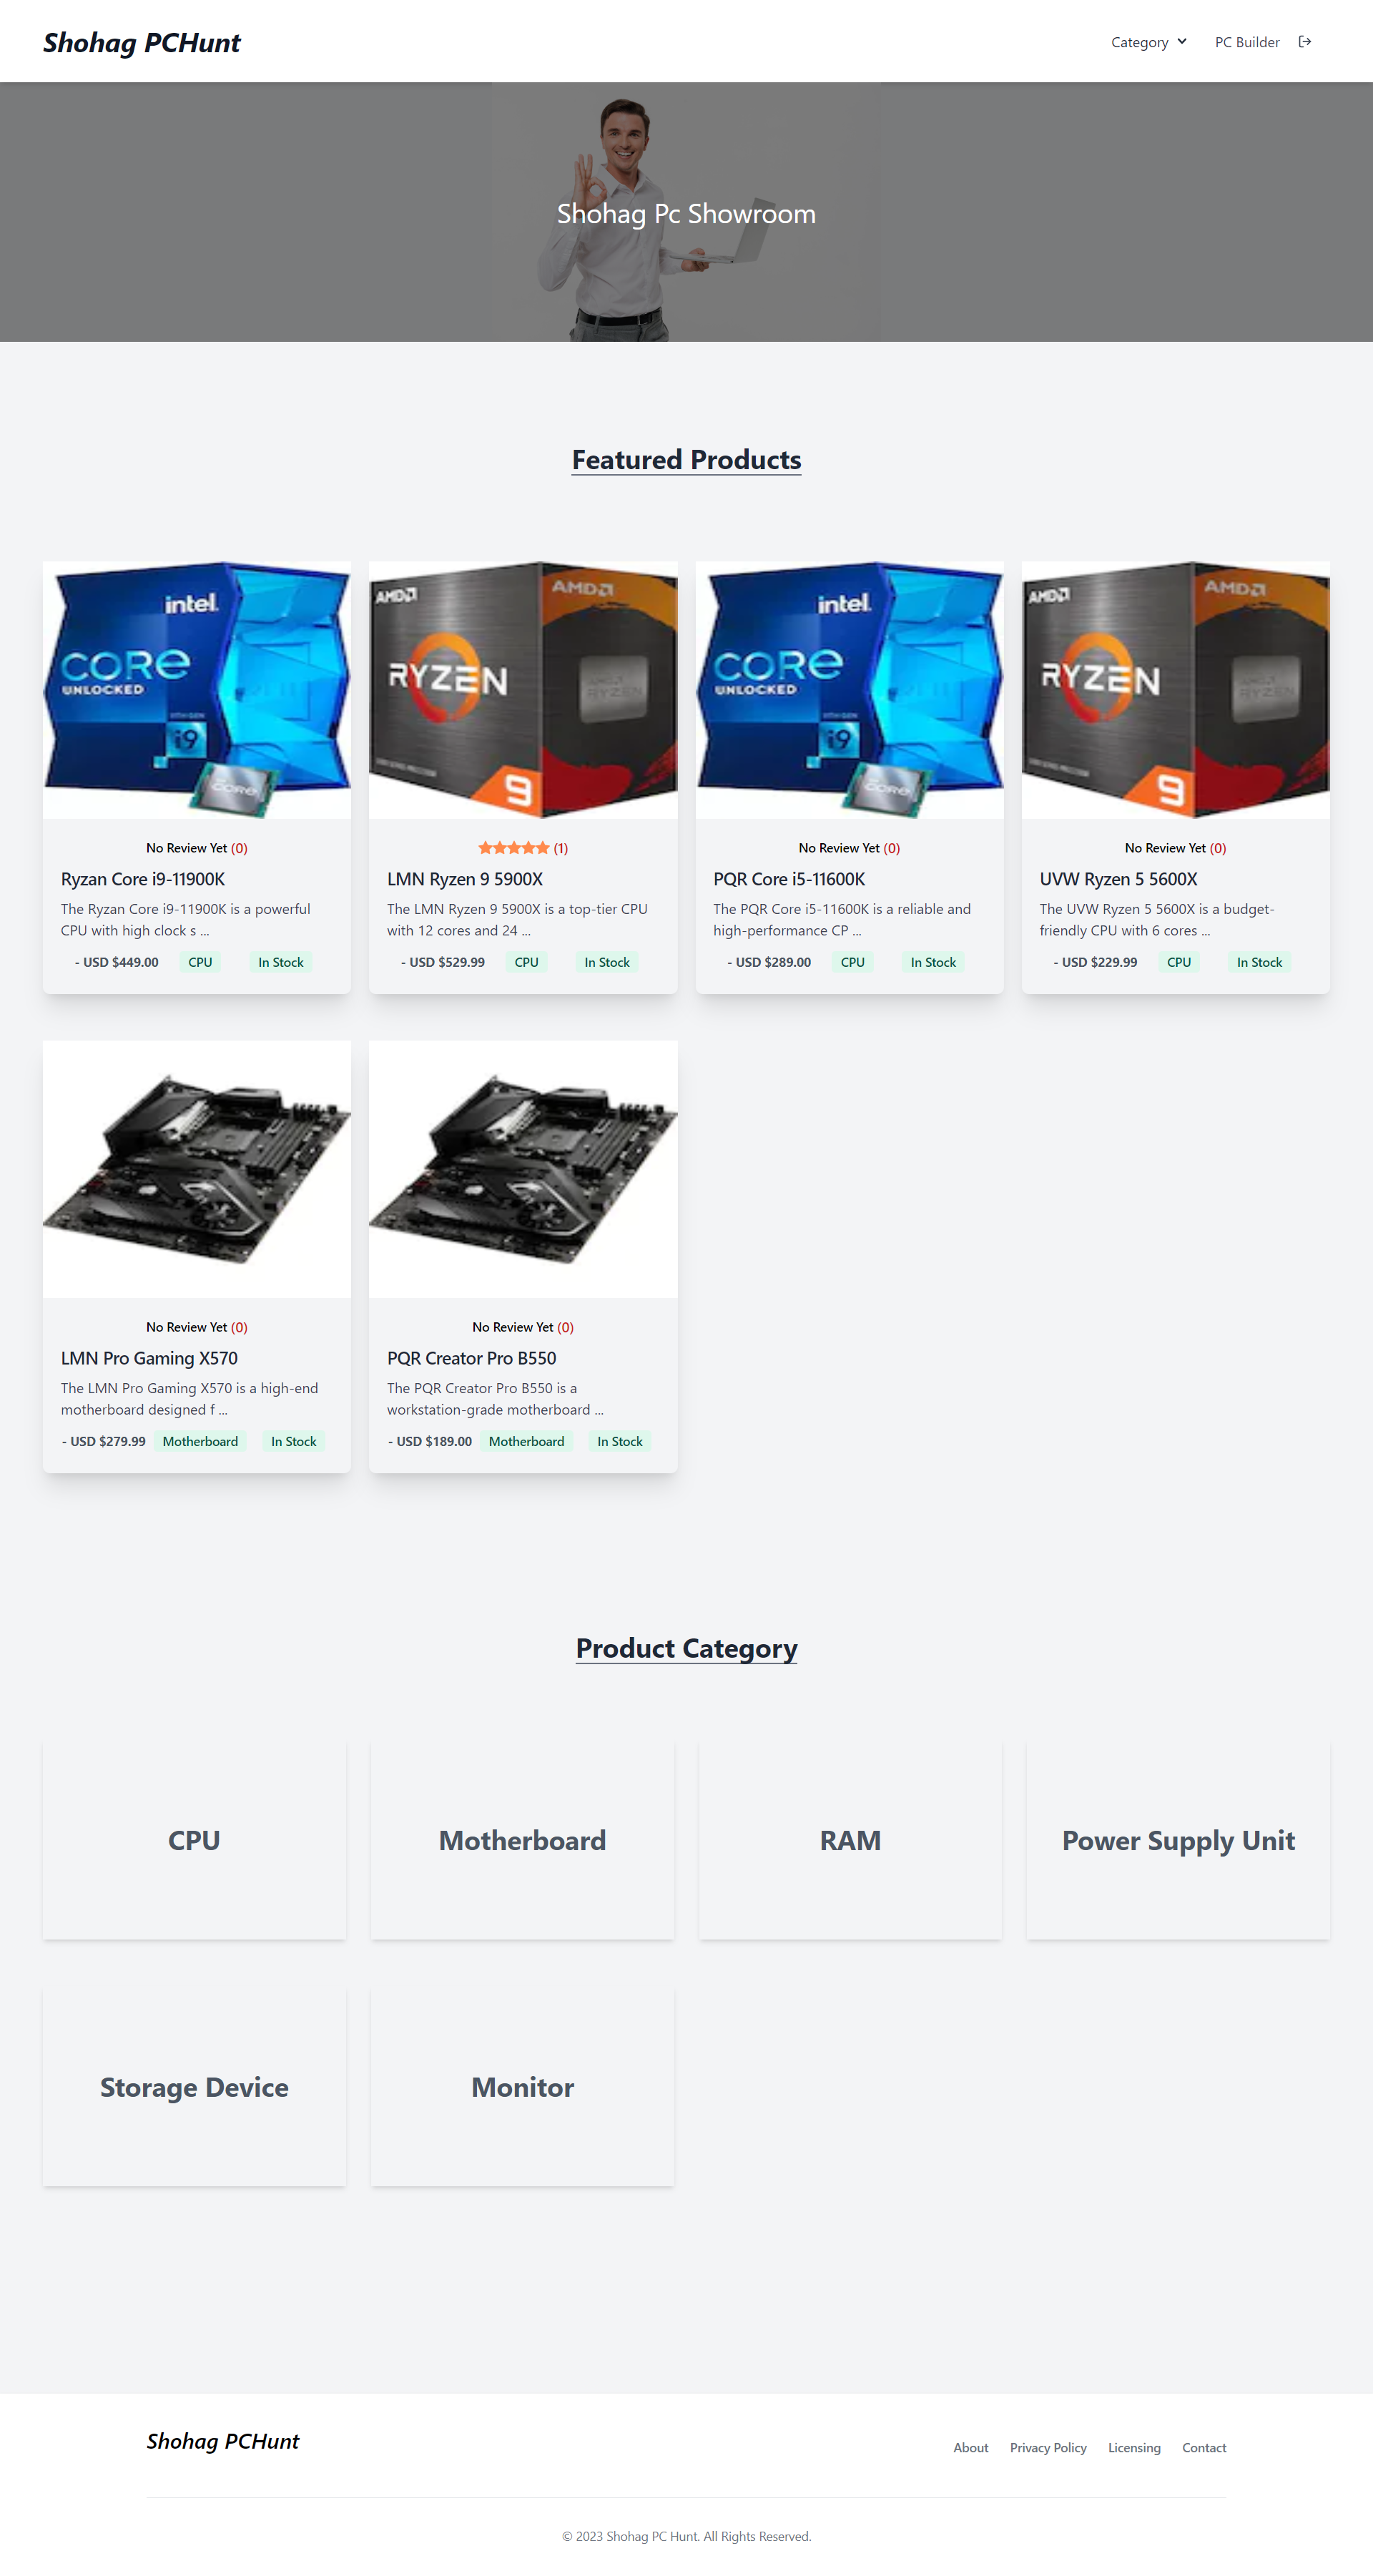 Shohag PCHunt
Category
PC Builder
Shohag Pc Showroom
Featured Products
intel.
CORE
UNLOCKED
i9
CORE
AMD
AMD
RYZEN
RYZEN
9
intel.
CORE
UNLOCKED
i9
CORE
AMD
AMD
RYZEN
RYZEN
9
No Review Yet (0)
Ryzan Core i9-11900K
The Ryzan Core i9-11900K is a powerful
CPU with high clock s ...
- USD $449.00 CPU In Stock
(1)
LMN Ryzen 9 5900X
The LMN Ryzen 9 5900X is a top-tier CPU
with 12 cores and 24 ...
- USD $529.99 CPU In Stock
No Review Yet (0)
PQR Core i5-11600K
The PQR Core i5-11600K is a reliable and
high-performance CP ...
- USD $289.00 CPU In Stock
No Review Yet (0)
UVW Ryzen 5 5600X
The UVW Ryzen 5 5600X is a budget-
friendly CPU with 6 cores ...
- USD $229.99 CPU In Stock
No Review Yet (0)
LMN Pro Gaming X570
The LMN Pro Gaming X570 is a high-end
motherboard designed f ...
- USD $279.99 Motherboard In Stock
No Review Yet (0)
PQR Creator Pro B550
The PQR Creator Pro B550 is a
workstation-grade motherboard ...
- USD $189.00 Motherboard In Stock
Product Category
CPU
Motherboard
RAM
Power Supply Unit
Storage Device
Monitor
Shohag PCHunt
About Privacy Policy Licensing Contact
© 2023 Shohag PC Hunt. All Rights Reserved.